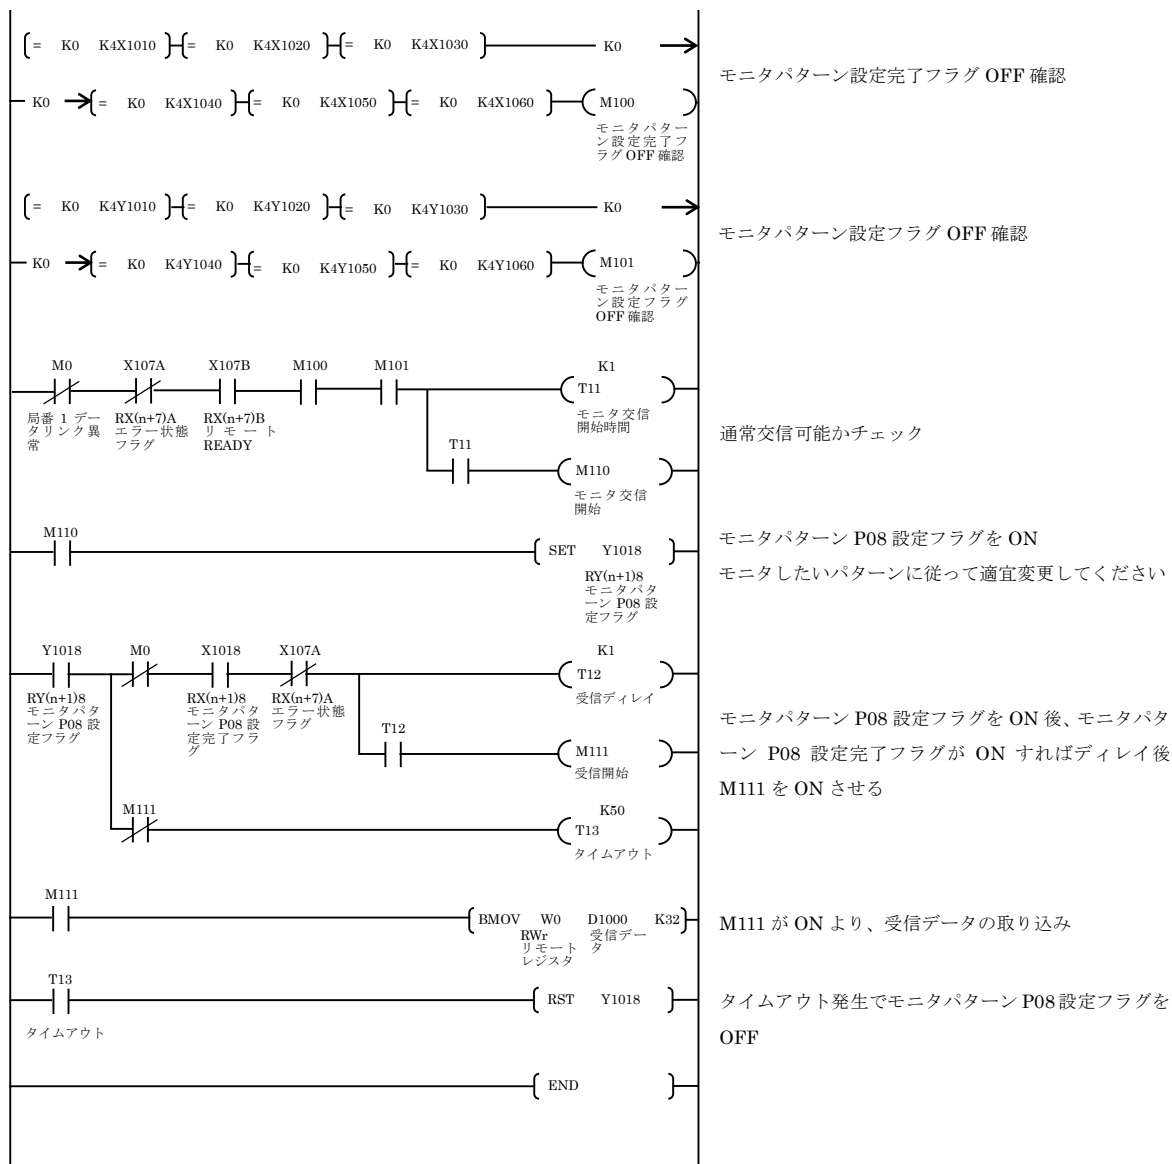 = K0 K4X1010 = K0 K4X1020 = K0 K4X1030 K0
モニタパターン設定完了フラグ OFF 確認
K0 = K0 K4X1040 = K0 K4X1050 = K0 K4X1060 M100
モニタパター
ン設定完了フ
ラグ OFF 確認
= K0 K4Y1010 = K0 K4Y1020 = K0 K4Y1030 K0
モニタパターン設定フラグ OFF 確認
K0 = K0 K4Y1040 = K0 K4Y1050 = K0 K4Y1060 M101
モニタパター
ン設定フラグ
OFF 確認
M0 X107A X107B M100 M101 K1
T11
局番 1 デー
タリンク異
常
RX(n+7)A
エラー状態
フラグ
RX(n+7)B
リモート
READY
モニタ交信
開始時間
通常交信可能かチェック
T11
M110
モニタ交信
開始
M110
SET Y1018
RY(n+1)8
モニタパタ
ーン P08 設
定フラグ
モニタパターン P08 設定フラグを ON
モニタしたいパターンに従って適宜変更してください
Y1018 M0 X1018 X107A K1
T12
RY(n+1)8
モニタパタ
ーン P08 設
定フラグ
RX(n+1)8
モニタパタ
ーン P08 設
定完了フラ
グ
RX(n+7)A
エラー状態
フラグ
受信ディレイ
T12
M111
受信開始
モニタパターン P08 設定フラグを ON 後、モニタパタ
ーン P08 設定完了フラグが ON すればディレイ後
M111 を ON させる
M111 K50
T13
タイムアウト
M111
BMOV W0 D1000 K32
RWr
リモート
レジスタ
受信デー
タ
M111 が ON より、受信データの取り込み
T13
RST Y1018
タイムアウト
タイムアウト発生でモニタパターン P08 設定フラグを
OFF
END